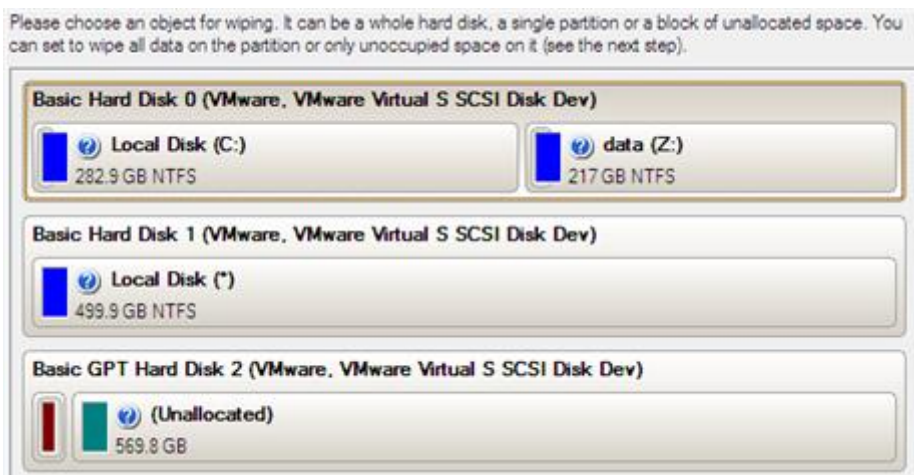 Please choose an object for wiping. It can be a whole hard disk, a single partition or a block of unallocated space. You
can set to wipe all data on the partition or only unoccupied space on it (see the next step).
Basic Hard Disk 0 (VMware, VMware Virtual S SCSI Disk Dev)
Local Disk (C:)
282.9 GB NTFS
data (Z:)
217 GB NTFS
Basic Hard Disk 1 (VMware, VMware Virtual S SCSI Disk Dev)
Local Disk (*)
499.9 GB NTFS
Basic GPT Hard Disk 2 (VMware, VMware Virtual S SCSI Disk Dev)
(Unallocated)
569.8 GB